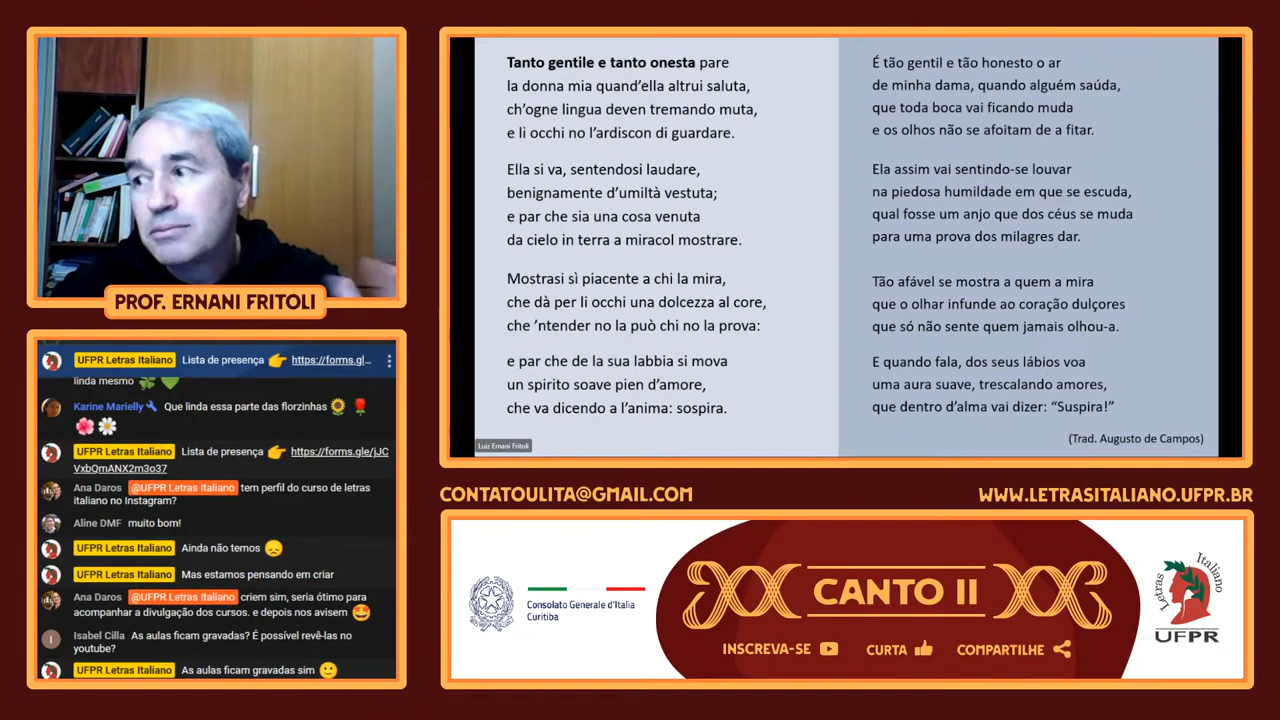 PROF. ERNANI FRITOLI
UFPR Letras Italiano Lista de presença https://forms.gl...
linda mesmo
Karine Marielly Que linda essa parte das florzinhas
UFPR Letras Italiano Lista de presença https://forms.gle/jJC
VxbQmANX2m3o37
Ana Daros @UFPR Letras Italiano tem perfil do curso de letras
italiano no Instagram?
Aline DMF muito bom!
UFPR Letras Italiano Ainda não temos
UFPR Letras Italiano Mas estamos pensando em criar
Ana Daros @UFPR Letras Italiano criem sim, seria ótimo para
acompanhar a divulgação dos cursos. e depois nos avisem
I Isabel Cilla As aulas ficam gravadas? É possível revê-las no
youtube?
UFPR Letras Italiano As aulas ficam gravadas sim
Tanto gentile e tanto onesta pare
la donna mia quand'ella altrui saluta,
ch'ogne lingua deven tremando muta,
e li occhi no l'ardiscon di guardare.
Ella si va, sentendosi laudare,
benignamente d'umiltà vestuta;
e par che sia una cosa venuta
da cielo in terra a miracol mostrare.
Mostrasi sì piacente a chi la mira,
che dà per li occhi una dolcezza al core,
che 'ntender no la può chi no la prova:
e par che de la sua labbia si mova
un spirito soave pien d'amore,
che va dicendo a l'anima: sospira.
Luiz Ernani Fritoli
É tão gentil e tão honesto o ar
de minha dama, quando alguém saúda,
que toda boca vai ficando muda
e os olhos não se afoitam de a fitar.
Ela assim vai sentindo-se louvar
na piedosa humildade em que se escuda,
qual fosse um anjo que dos céus se muda
para uma prova dos milagres dar.
Tão afável se mostra a quem a mira
que o olhar infunde ao coração dulçores
que só não sente quem jamais olhou-a.
E quando fala, dos seus lábios voa
uma aura suave, trescalando amores,
que dentro d'alma vai dizer: “Suspira!”
(Trad. Augusto de Campos)
CONTATOULITA@GMAIL.COM
WWW.LETRASITALIANO.UFPR.BR
Consolato Generale d'Italia
Curitiba
CANTO II
INSCREVA-SE
CURTA
COMPARTILHE
Letras Italiano
UFPR